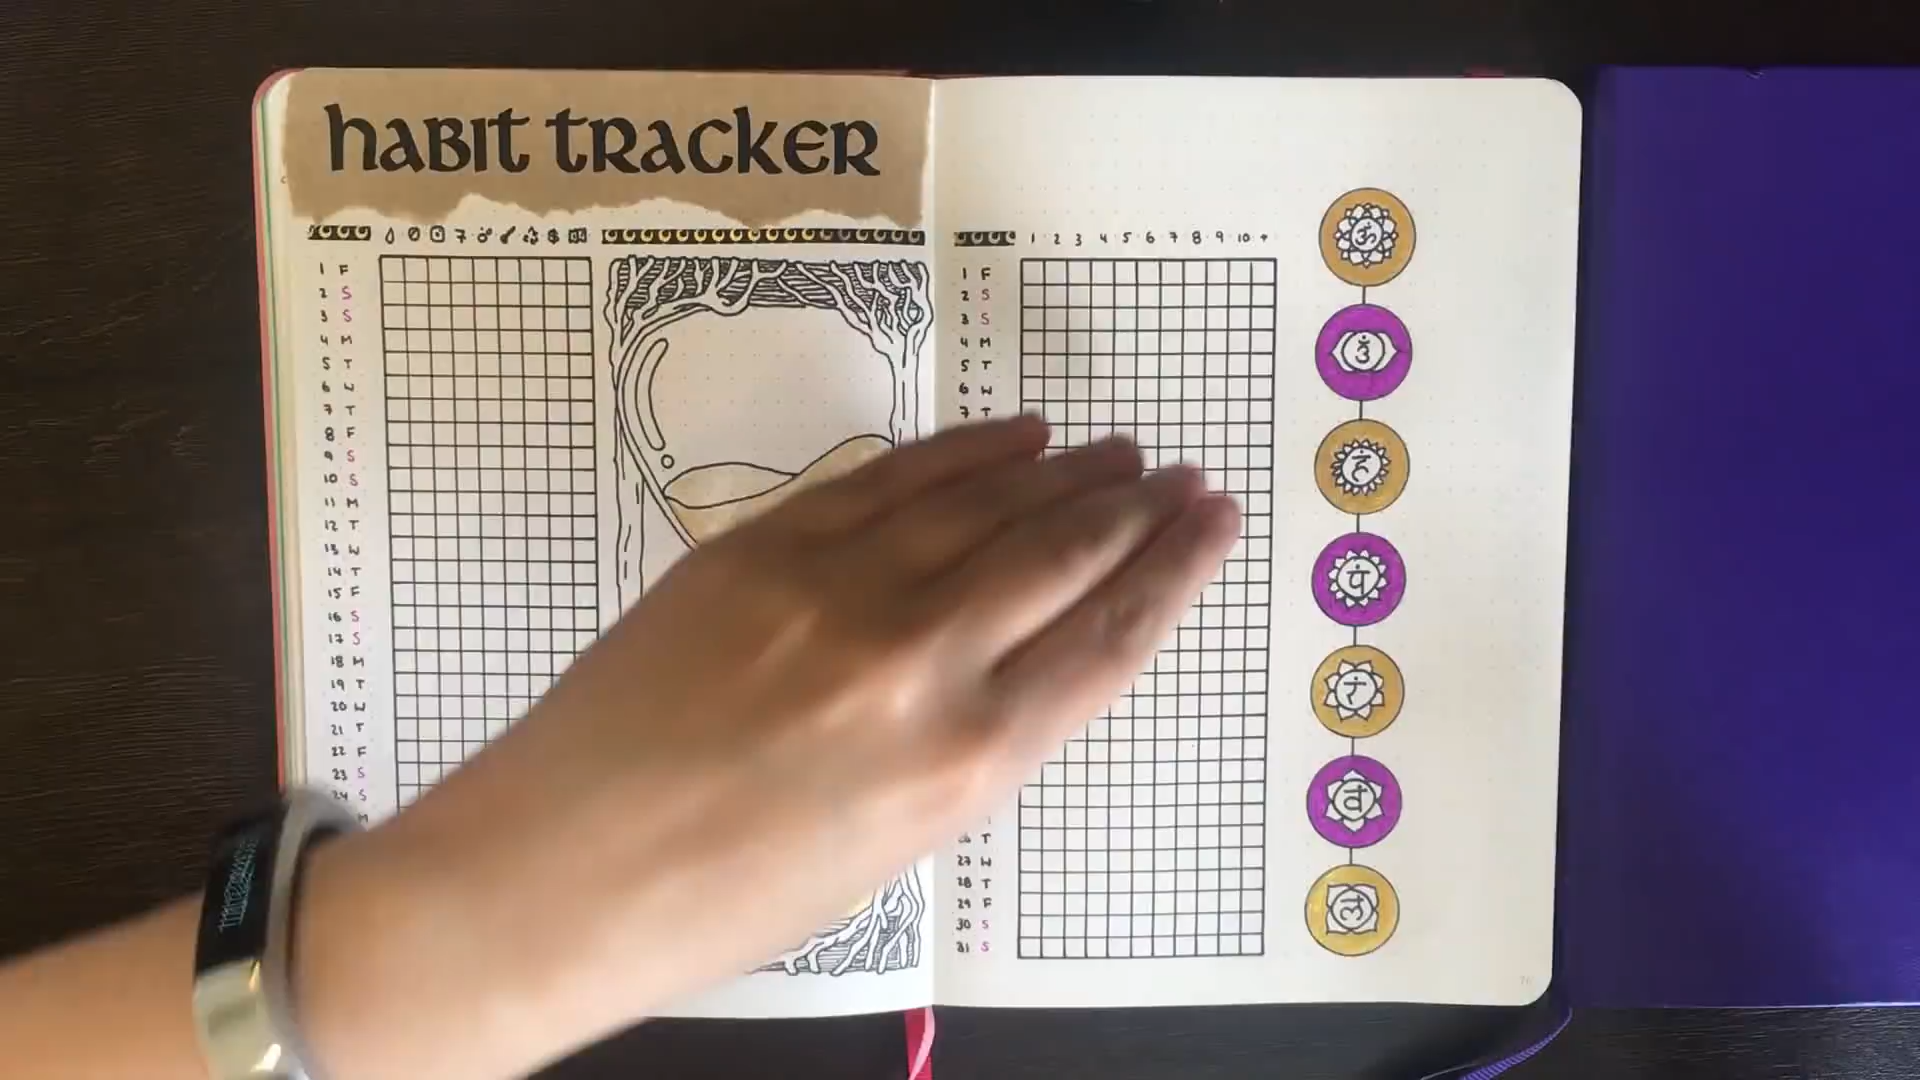 habit tracker
1 F
2 S
3 S
4 M
5 T
6 W
7 T
8 F
9 S
10 S
11 M
12 T
13 W
14 T
15 F
16 S
17 S
18 M
19 T
20 W
21 T
22 F
23 S
24 S
M
1 2 3 4 5 6 7 8 9 10 +
1 F
2 S
3 S
4 M
5 T
6 W
7 T
26 T
27 W
28 T
29 F
30 S
31 S
ॐ
ॐ
हं
यं
रं
वं
लं